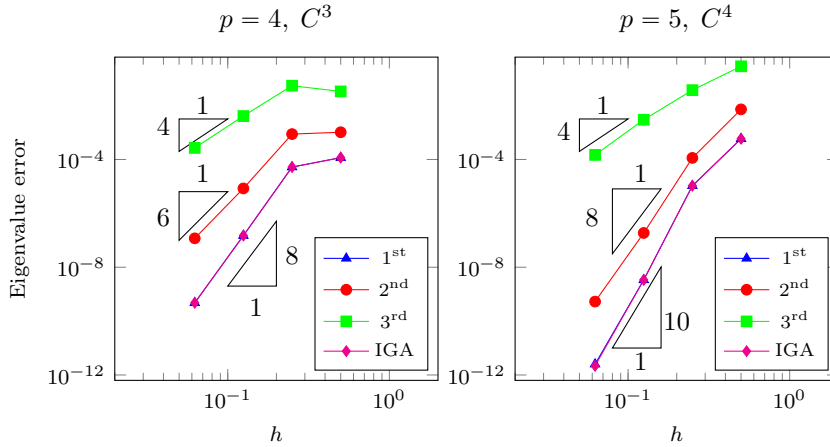 p = 4, C^3
p = 5, C^4
Eigenvalue error
10^{-4}
10^{-8}
10^{-12}
10^{-1}
10^0
h
1
4
1
6
8
1
1^{st}
2^{nd}
3^{rd}
IGA
10^{-4}
10^{-8}
10^{-12}
10^{-1}
10^0
h
1
4
1
8
10
1
1^{st}
2^{nd}
3^{rd}
IGA